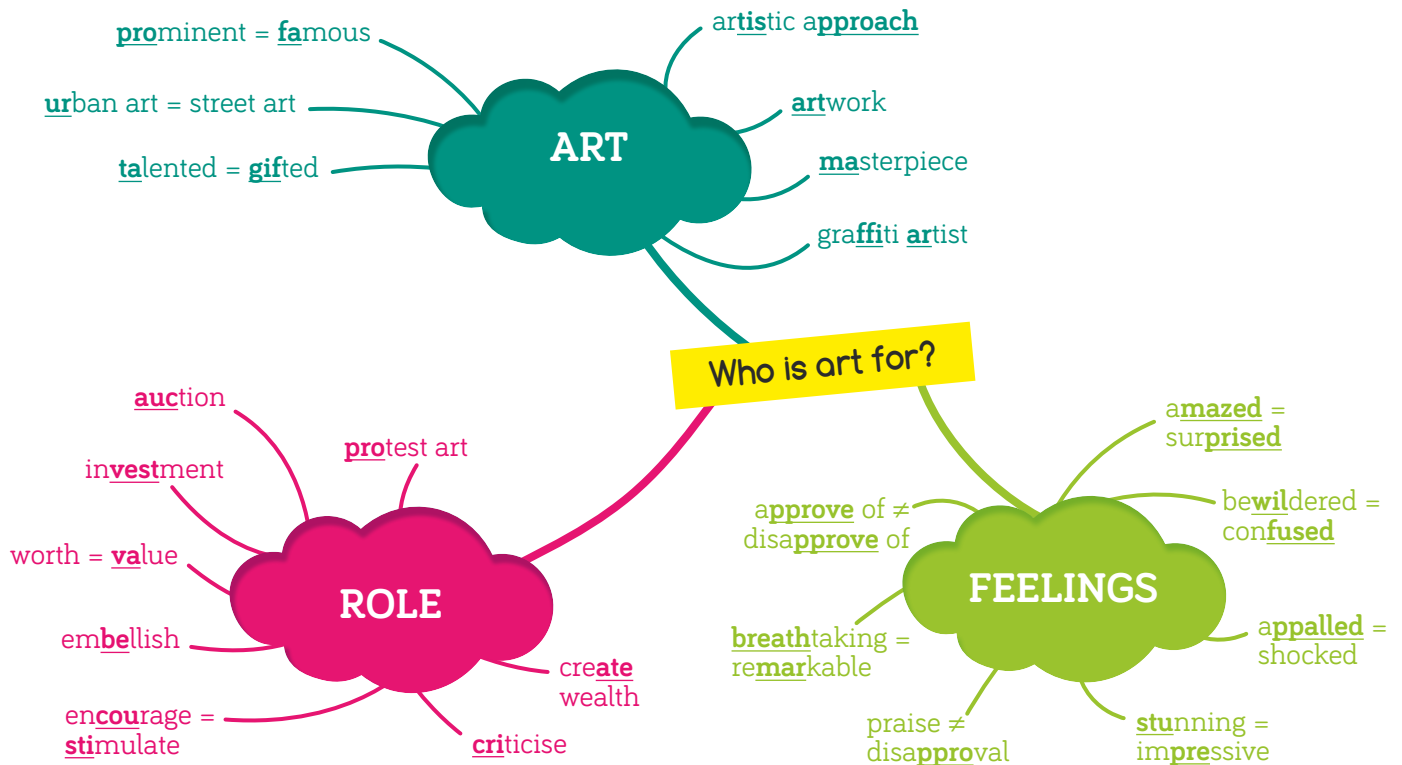 prominent = famous
urban art = street art
talented = gifted
ART
artistic approach
artwork
masterpiece
graffiti artist
Who is art for?
auction
investment
protest art
worth = value
embellish
encourage =
stimulate
ROLE
create
wealth
criticise
approve of ≠
disapprove of
breathtaking =
remarkable
praise ≠
disapproval
FEELINGS
amazed =
surprised
bewildered =
confused
appalled =
shocked
stunning =
impressive